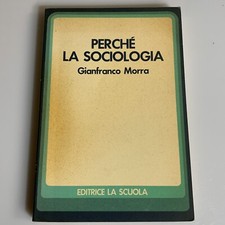 PERCHÉ
LA SOCIOLOGIA
Gianfranco Morra
EDITRICE LA SCUOLA